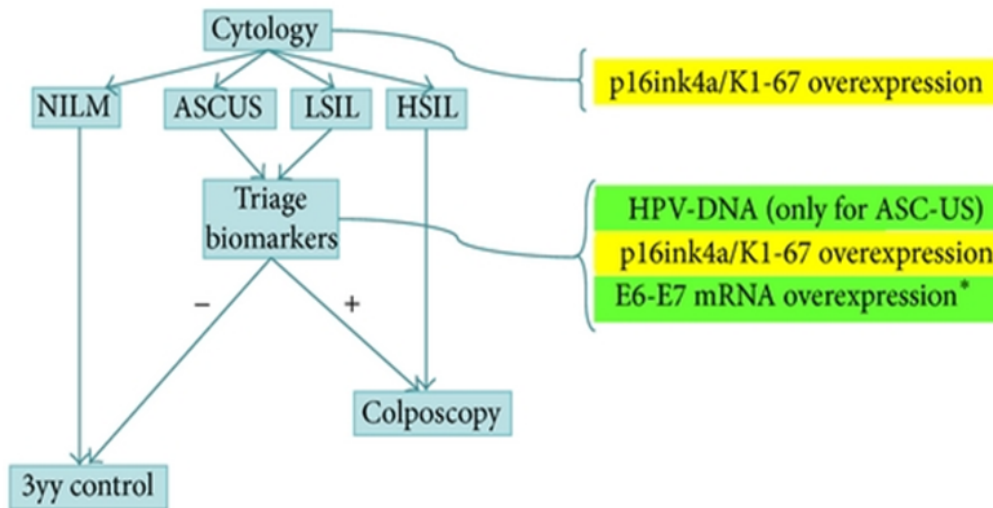 Cytology
p16ink4a/K1-67 overexpression
NILM
ASCUS
LSIL
HSIL
Triage
biomarkers
HPV-DNA (only for ASC-US)
p16ink4a/K1-67 overexpression
E6-E7 mRNA overexpression*
−
+
Colposcopy
3yy control